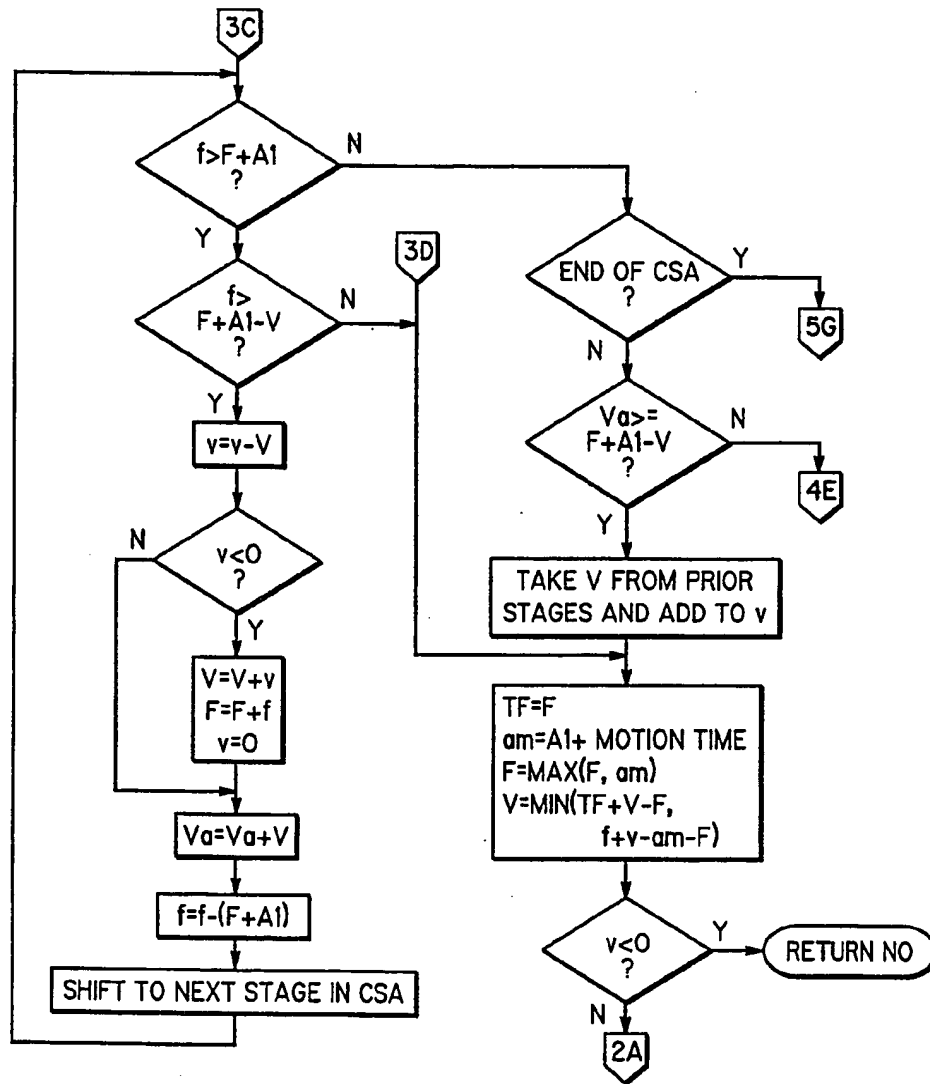 3C
f>F+A1
?
N
Y
f>
F+A1-V
?
N
Y
3D
v=v-V
v<0
?
N
Y
V=V+v
F=F+f
v=0
Va=Va+V
f=f-(F+A1)
SHIFT TO NEXT STAGE IN CSA
END OF CSA
?
Y
5G
N
Va>=
F+A1-V
?
N
4E
Y
TAKE V FROM PRIOR
STAGES AND ADD TO v
TF=F
am=A1+ MOTION TIME
F=MAX(F, am)
V=MIN(TF+V-F,
f+v-am-F)
v<0
?
Y
RETURN NO
N
2A